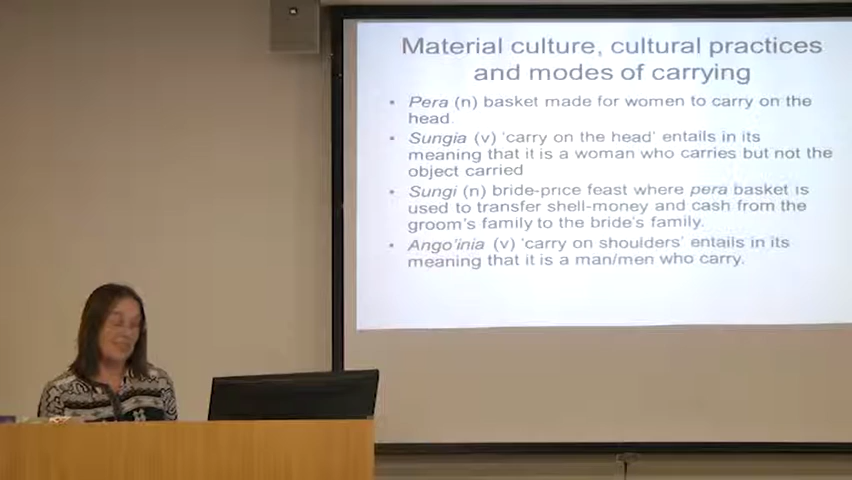 Material culture, cultural practices
and modes of carrying
• Pera (n) basket made for women to carry on the
head.
• Sungia (v) ‘carry on the head’ entails in its
meaning that it is a woman who carries but not the
object carried
• Sungi (n) bride-price feast where pera basket is
used to transfer shell-money and cash from the
groom’s family to the bride’s family.
• Ango’inia (v) ‘carry on shoulders’ entails in its
meaning that it is a man/men who carry.